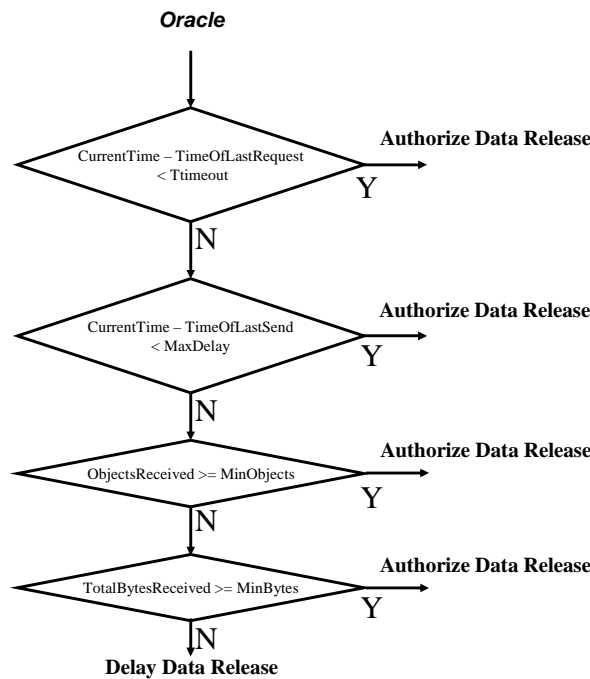 Oracle
CurrentTime – TimeOfLastRequest
< Ttimeout
Authorize Data Release
Y
N
CurrentTime – TimeOfLastSend
< MaxDelay
Authorize Data Release
Y
N
ObjectsReceived >= MinObjects
Authorize Data Release
Y
N
TotalBytesReceived >= MinBytes
Authorize Data Release
Y
N
Delay Data Release